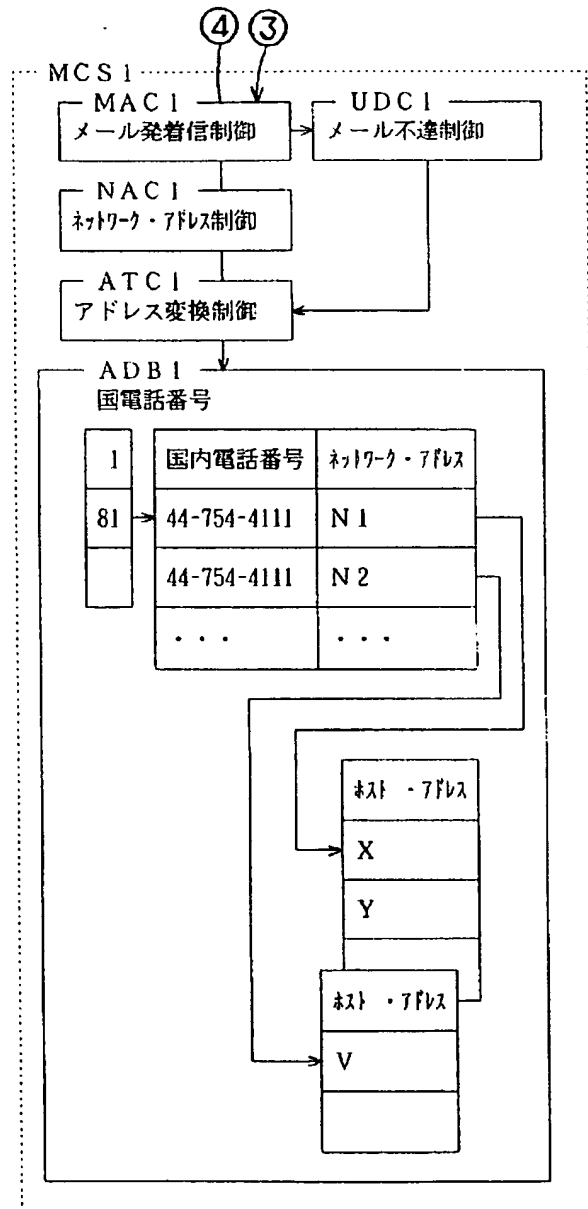 ④ ③
MCS1
MAC1
メール発着信制御
UDC1
メール不達制御
NAC1
ネットワーク・アドレス制御
ATC1
アドレス変換制御
ADB1
国電話番号
1
81
国内電話番号 ネットワーク・アドレス
44-754-4111 N1
44-754-4111 N2
・・・ ・・・
ホスト・アドレス
X
Y
ホスト・アドレス
V